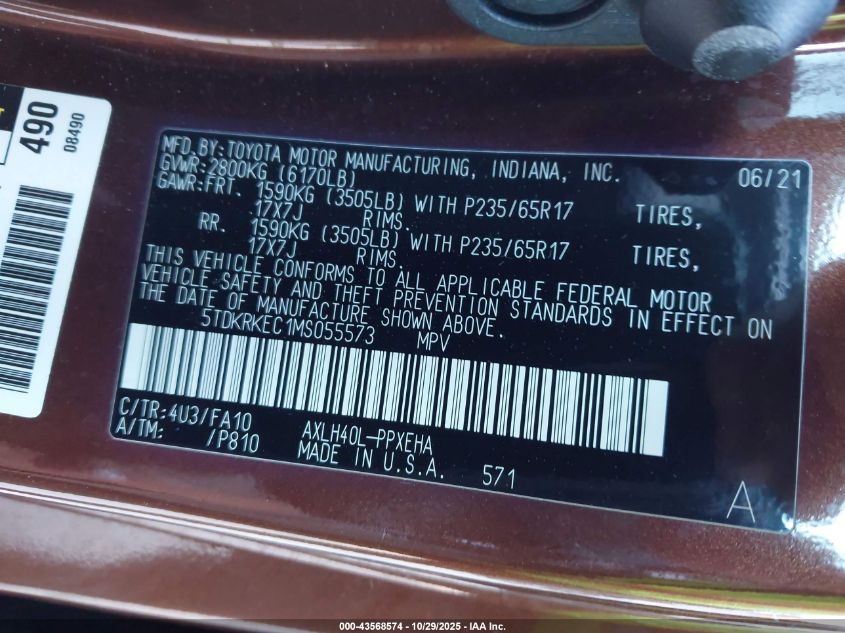 490
08490
MFD. BY: TOYOTA MOTOR MANUFACTURING, INDIANA, INC. 06/21
GVWR: 2800KG (6170LB)
GAWR: FRT. 1590KG (3505LB) WITH P235/65R17 TIRES,
17X7J RIMS.
RR. 1590KG (3505LB) WITH P235/65R17 TIRES,
17X7J RIMS.
THIS VEHICLE CONFORMS TO ALL APPLICABLE FEDERAL MOTOR
VEHICLE SAFETY AND THEFT PREVENTION STANDARDS IN EFFECT ON
THE DATE OF MANUFACTURE SHOWN ABOVE.
5TDKRKEC1MS055573 MPV
C/TR: 4U3/FA10
A/TM: /P810
AXLH40L-PPXEHA
MADE IN U.S.A. 571
A
000-43568574 - 10/29/2025 - IAA Inc.